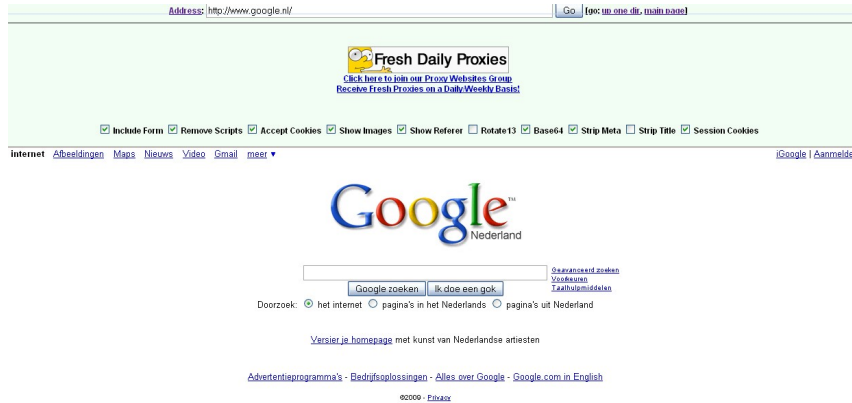 Address: http://www.google.nl/ Go [go: up one dir, main page]
Fresh Daily Proxies
Click here to join our Proxy Websites Group
Receive Fresh Proxies on a Daily/Weekly Basis!
Include Form Remove Scripts Accept Cookies Show Images Show Referer Rotate13 Base64 Strip Meta Strip Title Session Cookies
internet Afbeeldingen Maps Nieuws Video Gmail meer ▼ iGoogle | Aanmelde
Google™
Nederland
Geavanceerd zoeken
Voorkeuren
Taalhulpmiddelen
Google zoeken Ik doe een gok
Doorzoek: het internet pagina's in het Nederlands pagina's uit Nederland
Versier je homepage met kunst van Nederlandse artiesten
Advertentieprogramma's - Bedrijfsoplossingen - Alles over Google - Google.com in English
©2009 - Privacy